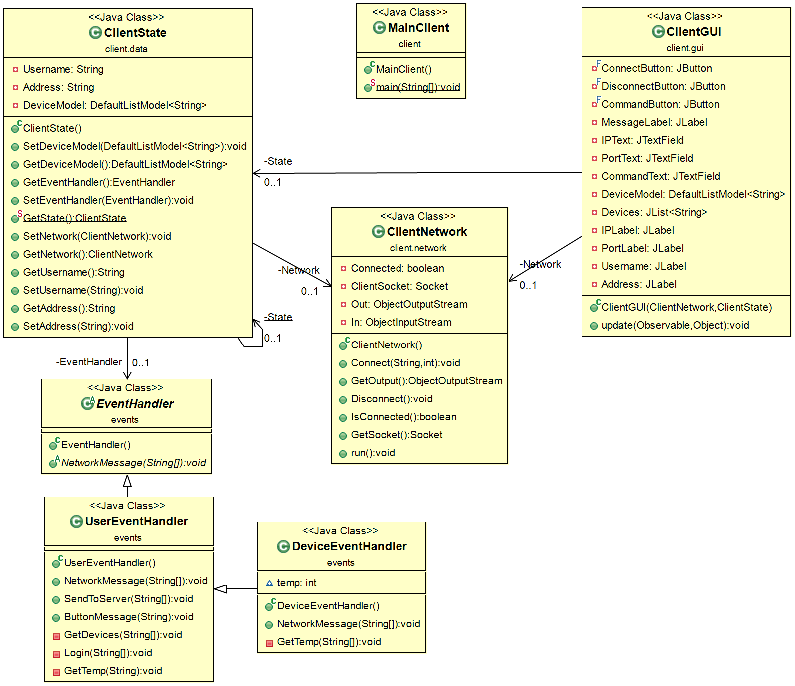 <<Java Class>>
ClientState
client.data
Username: String
Address: String
DeviceModel: DefaultListModel<String>
ClientState()
SetDeviceModel(DefaultListModel<String>):void
GetDeviceModel():DefaultListModel<String>
GetEventHandler():EventHandler
SetEventHandler(EventHandler):void
GetState():ClientState
SetNetwork(ClientNetwork):void
GetNetwork():ClientNetwork
GetUsername():String
SetUsername(String):void
GetAddress():String
SetAddress(String):void
<<Java Class>>
MainClient
client
MainClient()
main(String[]):void
<<Java Class>>
ClientGUI
client.gui
ConnectButton: JButton
DisconnectButton: JButton
CommandButton: JButton
MessageLabel: JLabel
IPText: JTextField
PortText: JTextField
CommandText: JTextField
DeviceModel: DefaultListModel<String>
Devices: JList<String>
IPLabel: JLabel
PortLabel: JLabel
Username: JLabel
Address: JLabel
ClientGUI(ClientNetwork,ClientState)
update(Observable,Object):void
-State
0..1
<<Java Class>>
ClientNetwork
client.network
Connected: boolean
ClientSocket: Socket
Out: ObjectOutputStream
In: ObjectInputStream
ClientNetwork()
Connect(String,int):void
GetOutput():ObjectOutputStream
Disconnect():void
IsConnected():boolean
GetSocket():Socket
run():void
-Network
0..1
-Network
0..1
-State
0..1
-EventHandler
0..1
<<Java Class>>
EventHandler
events
EventHandler()
NetworkMessage(String[]):void
<<Java Class>>
UserEventHandler
events
UserEventHandler()
NetworkMessage(String[]):void
SendToServer(String[]):void
ButtonMessage(String):void
GetDevices(String[]):void
Login(String[]):void
GetTemp(String):void
<<Java Class>>
DeviceEventHandler
events
temp: int
DeviceEventHandler()
NetworkMessage(String[]):void
GetTemp(String[]):void